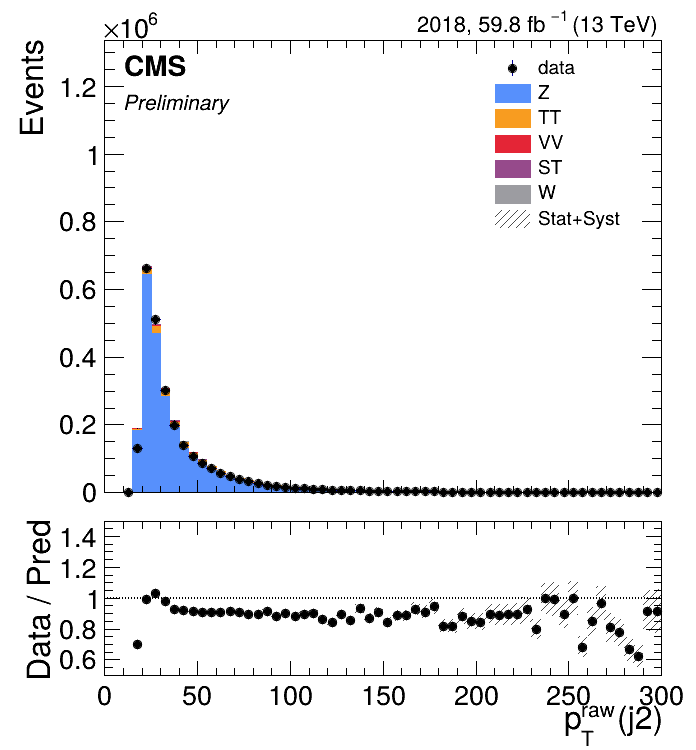 ×10⁶
2018, 59.8 fb⁻¹ (13 TeV)
Events
CMS
Preliminary
data
Z
TT
VV
ST
W
Stat+Syst
1.2
1
0.8
0.6
0.4
0.2
0
Data / Pred
1.4
1.2
1
0.8
0.6
0 50 100 150 200 250 300
p_T^raw(j2)